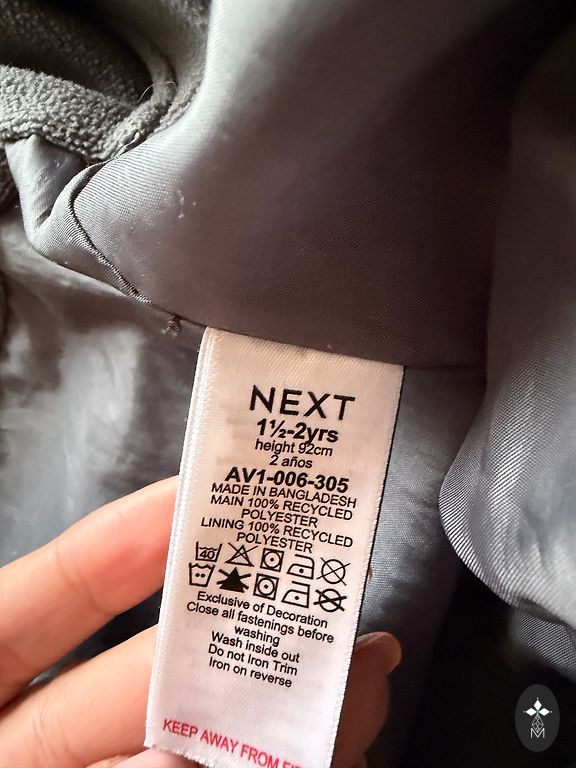 NEXT
1½-2yrs
height 92cm
2 años
AV1-006-305
MADE IN BANGLADESH
MAIN 100% RECYCLED
POLYESTER
LINING 100% RECYCLED
POLYESTER
40
Exclusive of Decoration
Close all fastenings before
washing
Wash inside out
Do not Iron Trim
Iron on reverse
KEEP AWAY FROM
M